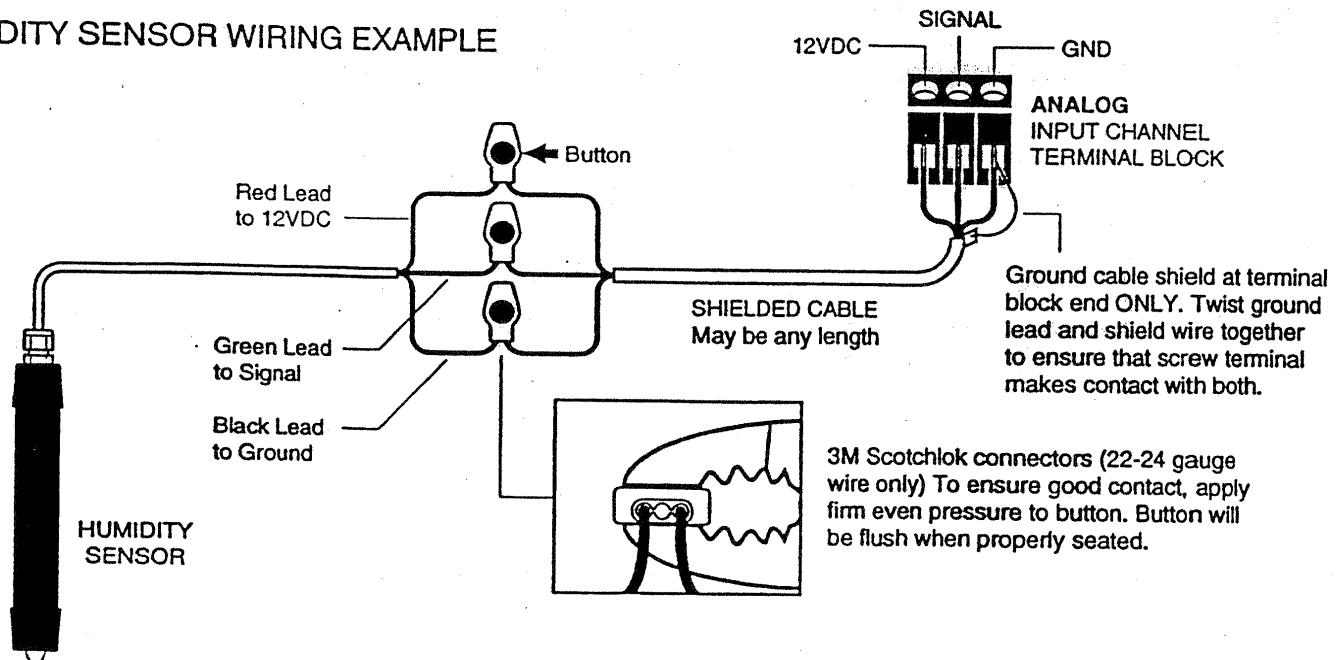 DITY SENSOR WIRING EXAMPLE
SIGNAL
12VDC
GND
ANALOG
INPUT CHANNEL
TERMINAL BLOCK
Button
Red Lead
to 12VDC
Green Lead
to Signal
Black Lead
to Ground
SHIELDED CABLE
May be any length
Ground cable shield at terminal
block end ONLY. Twist ground
lead and shield wire together
to ensure that screw terminal
makes contact with both.
HUMIDITY
SENSOR
3M Scotchlok connectors (22-24 gauge
wire only) To ensure good contact, apply
firm even pressure to button. Button will
be flush when properly seated.